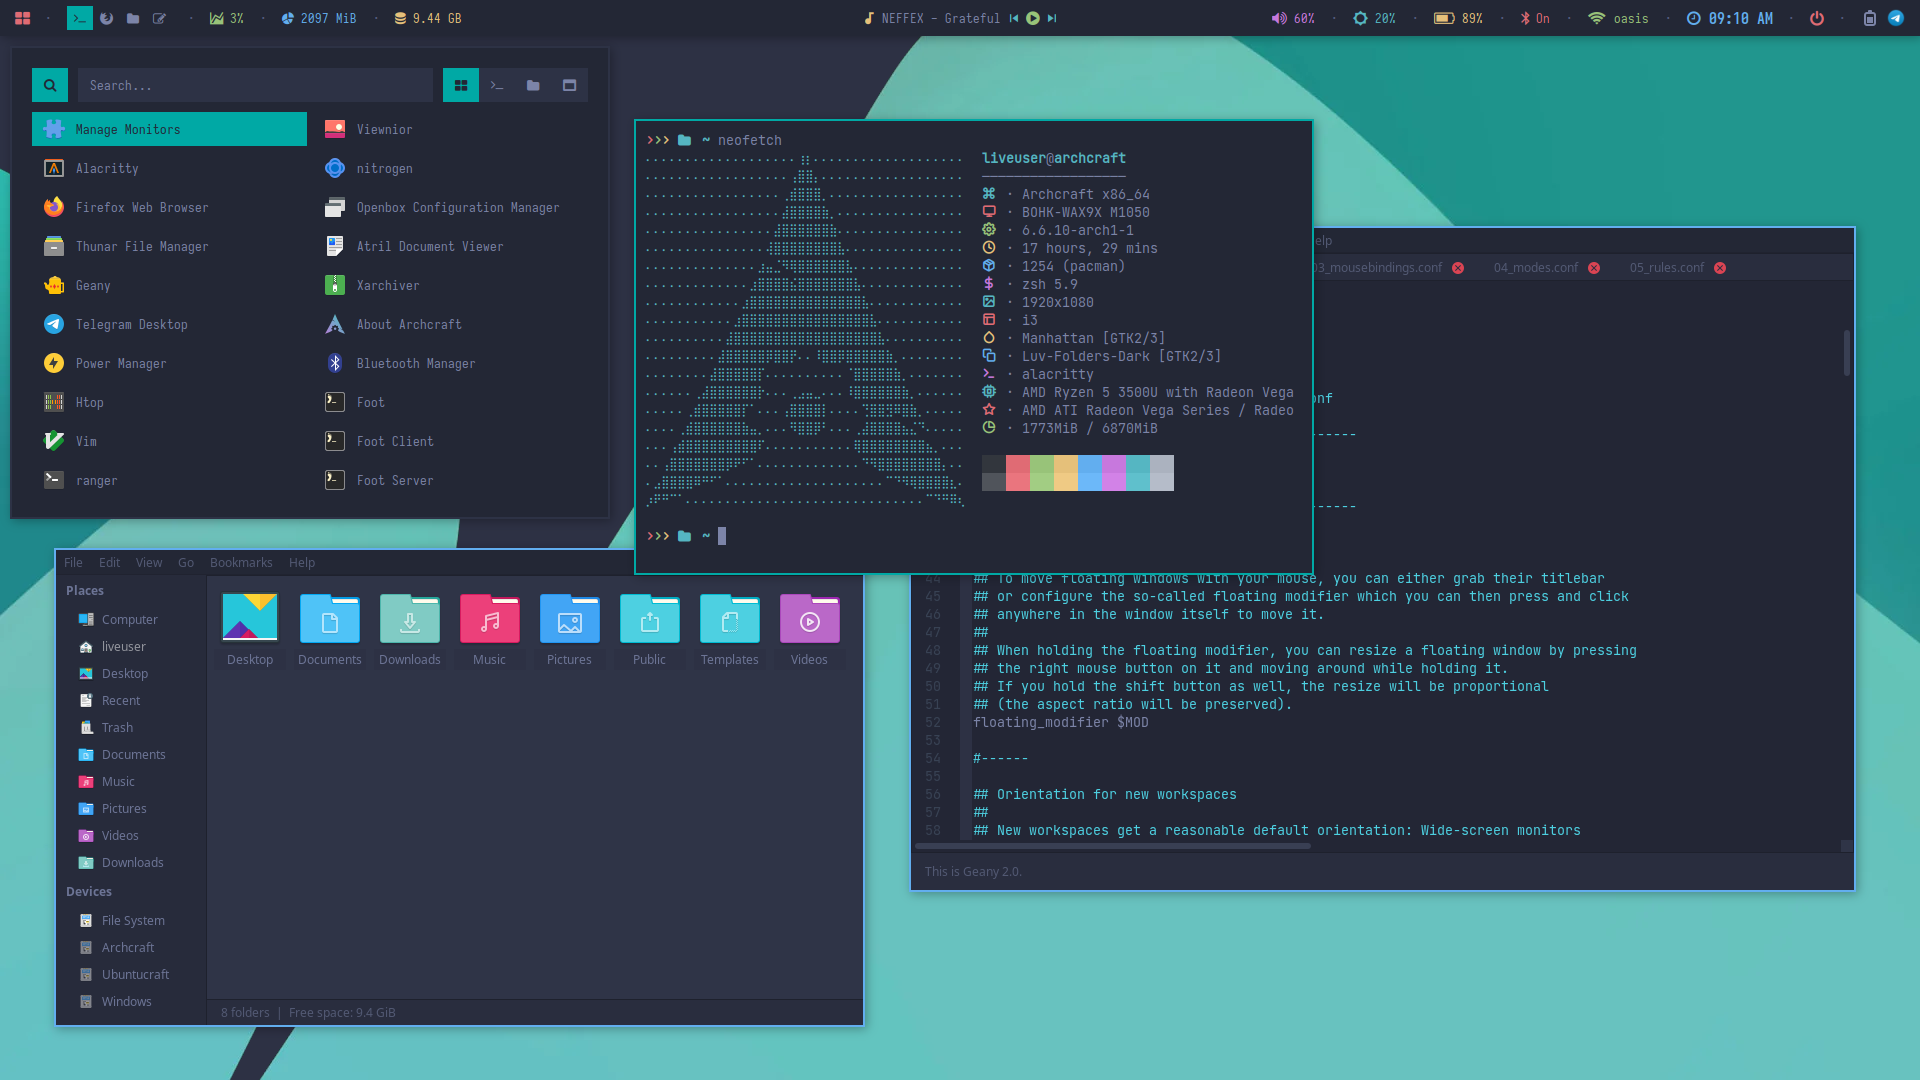 3%
2097 MiB
9.44 GB
NEFFEX - Grateful
60%
20%
89%
On
oasis
09:10 AM
Search...
Manage Monitors
Viewnior
Alacritty
nitrogen
Firefox Web Browser
Openbox Configuration Manager
Thunar File Manager
Atril Document Viewer
Geany
Xarchiver
Telegram Desktop
About Archcraft
Power Manager
Bluetooth Manager
Htop
Foot
Vim
Foot Client
ranger
Foot Server
>>> ~ neofetch
liveuser@archcraft
· Archcraft x86_64
· BOHK-WAX9X M1050
· 6.6.10-arch1-1
· 17 hours, 29 mins
· 1254 (pacman)
· zsh 5.9
· 1920x1080
· i3
· Manhattan [GTK2/3]
· Luv-Folders-Dark [GTK2/3]
· alacritty
· AMD Ryzen 5 3500U with Radeon Vega
· AMD ATI Radeon Vega Series / Radeo
· 1773MiB / 6870MiB
>>> ~
elp
03_mousebindings.conf
04_modes.conf
05_rules.conf
onf
------
------
44 ## To move floating windows with your mouse, you can either grab their titlebar
45 ## or configure the so-called floating modifier which you can then press and click
46 ## anywhere in the window itself to move it.
47 ##
48 ## When holding the floating modifier, you can resize a floating window by pressing
49 ## the right mouse button on it and moving around while holding it.
50 ## If you hold the shift button as well, the resize will be proportional
51 ## (the aspect ratio will be preserved).
52 floating_modifier $MOD
53
54 #------
55
56 ## Orientation for new workspaces
57 ##
58 ## New workspaces get a reasonable default orientation: Wide-screen monitors
This is Geany 2.0.
File Edit View Go Bookmarks Help
Places
Computer
liveuser
Desktop
Recent
Trash
Documents
Music
Pictures
Videos
Downloads
Devices
File System
Archcraft
Ubuntucraft
Windows
Desktop
Documents
Downloads
Music
Pictures
Public
Templates
Videos
8 folders | Free space: 9.4 GiB